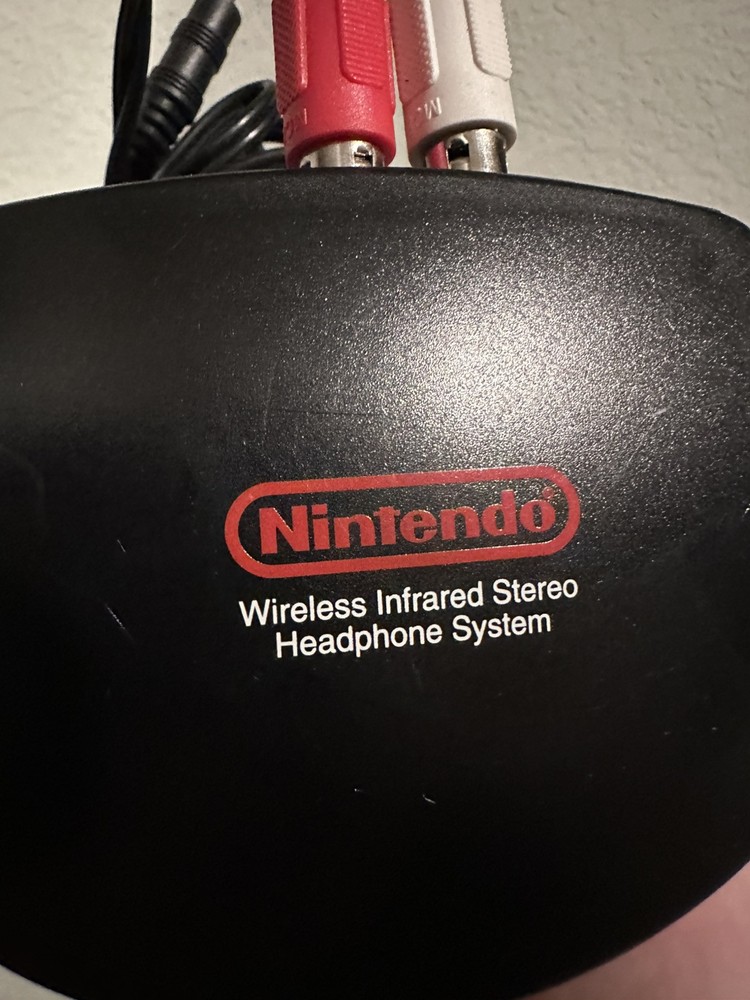 Nintendo®
Wireless Infrared Stereo
Headphone System